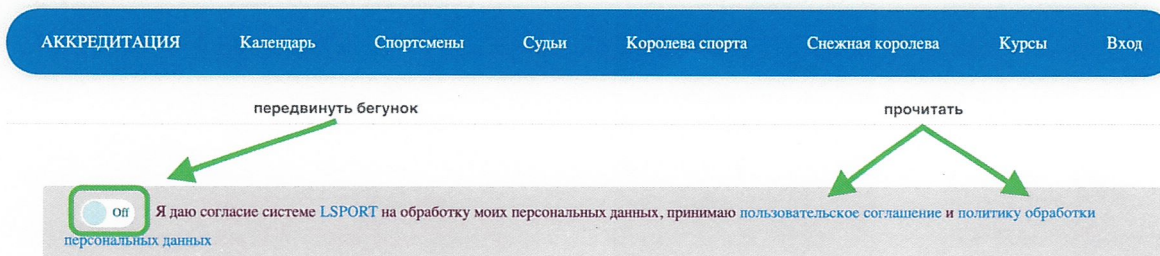 АККРЕДИТАЦИЯ Календарь Спортсмены Судьи Королева спорта Снежная королева Курсы Вход
передвинуть бегунок прочитать
Off Я даю согласие системе LSPORT на обработку моих персональных данных, принимаю пользовательское соглашение и политику обработки
персональных данных